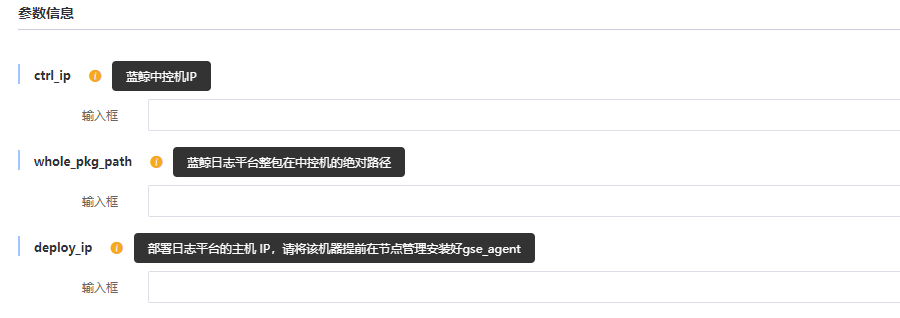 参数信息
ctrl_ip 蓝鲸中控机IP
输入框
whole_pkg_path 蓝鲸日志平台整包在中控机的绝对路径
输入框
deploy_ip 部署日志平台的主机 IP，请将该机器提前在节点管理安装好gse_agent
输入框